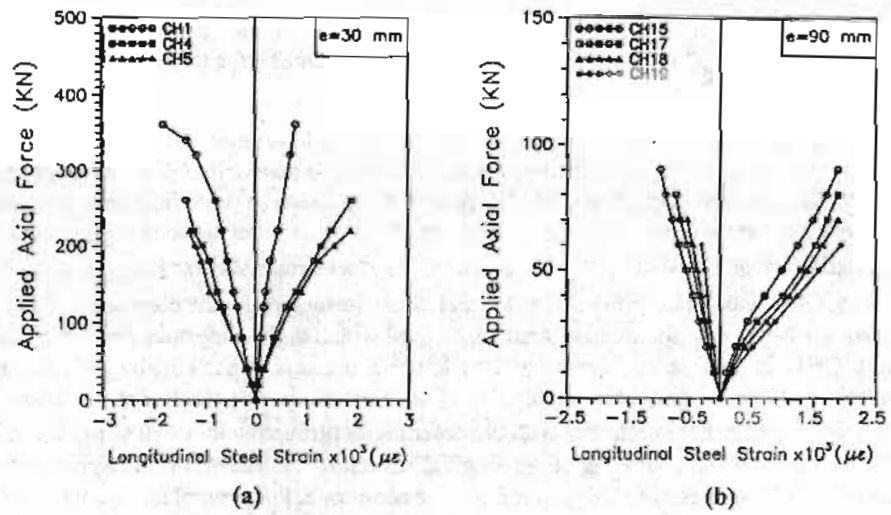 500
400
300
200
100
0
Applied Axial Force (KN)
CH1
CH4
CH5
e=30 mm
-3 -2 -1 0 1 2 3
Longitudinal Steel Strain x10³(με)
(a)
150
100
50
0
Applied Axial Force (KN)
CH15
CH17
CH18
CH19
e=90 mm
-2.5 -1.5 -0.5 0.5 1.5 2.5
Longitudinal Steel Strain x10³(με)
(b)